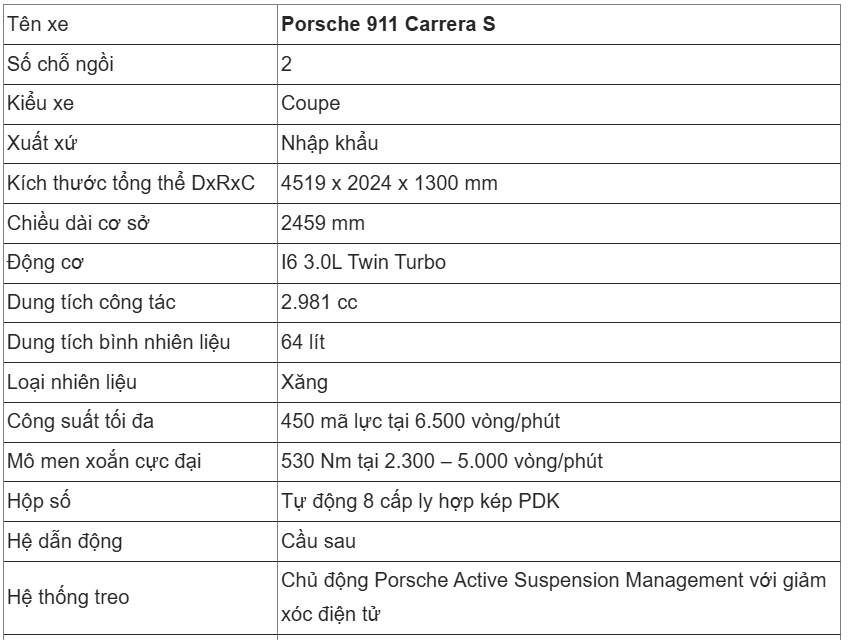 Tên xe Porsche 911 Carrera S
Số chỗ ngồi 2
Kiểu xe Coupe
Xuất xứ Nhập khẩu
Kích thước tổng thể DxRxC 4519 x 2024 x 1300 mm
Chiều dài cơ sở 2459 mm
Động cơ I6 3.0L Twin Turbo
Dung tích công tác 2.981 cc
Dung tích bình nhiên liệu 64 lít
Loại nhiên liệu Xăng
Công suất tối đa 450 mã lực tại 6.500 vòng/phút
Mô men xoắn cực đại 530 Nm tại 2.300 – 5.000 vòng/phút
Hộp số Tự động 8 cấp ly hợp kép PDK
Hệ dẫn động Cầu sau
Hệ thống treo Chủ động Porsche Active Suspension Management với giảm
xóc điện tử